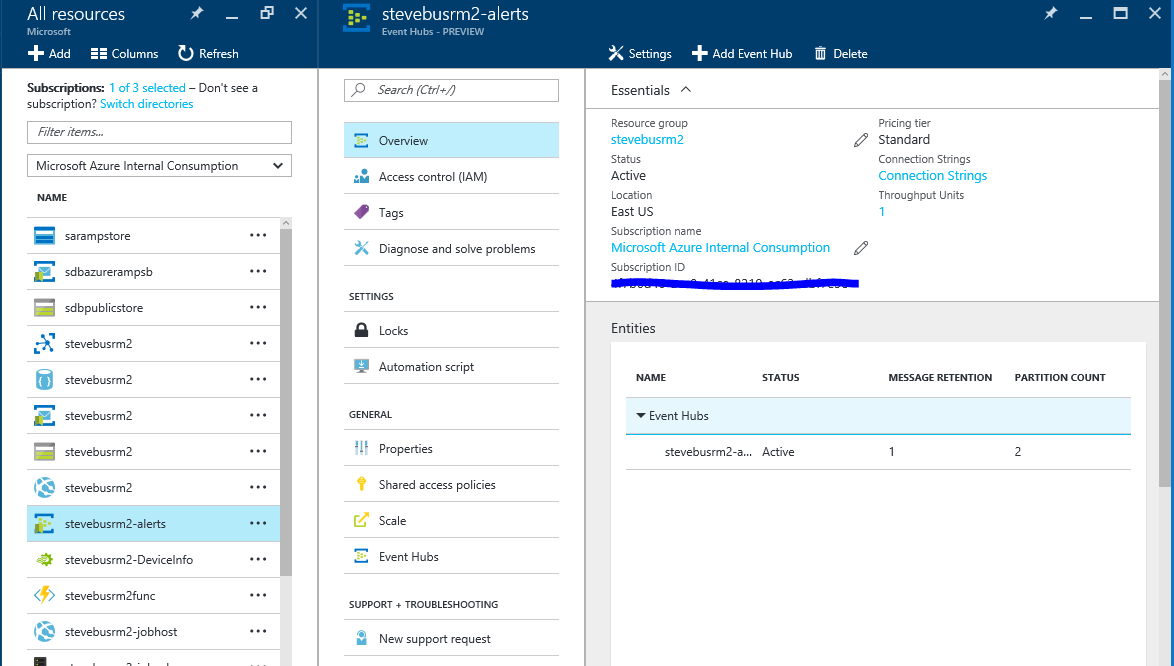 All resources
Microsoft
Add Columns Refresh
Subscriptions: 1 of 3 selected – Don't see a
subscription? Switch directories
Filter items...
Microsoft Azure Internal Consumption
NAME
sarampstore
sdbazurerampsb
sdbpublicstore
stevebusrm2
stevebusrm2
stevebusrm2
stevebusrm2
stevebusrm2
stevebusrm2-alerts
stevebusrm2-DeviceInfo
stevebusrm2func
stevebusrm2-jobhost
stevebusrm2-alerts
Event Hubs - PREVIEW
Settings Add Event Hub Delete
Search (Ctrl+/)
Overview
Access control (IAM)
Tags
Diagnose and solve problems
SETTINGS
Locks
Automation script
GENERAL
Properties
Shared access policies
Scale
Event Hubs
SUPPORT + TROUBLESHOOTING
New support request
Essentials
Resource group
stevebusrm2
Status
Active
Location
East US
Subscription name
Microsoft Azure Internal Consumption
Subscription ID
Pricing tier
Standard
Connection Strings
Connection Strings
Throughput Units
1
Entities
NAME STATUS MESSAGE RETENTION PARTITION COUNT
Event Hubs
stevebusrm2-a... Active 1 2